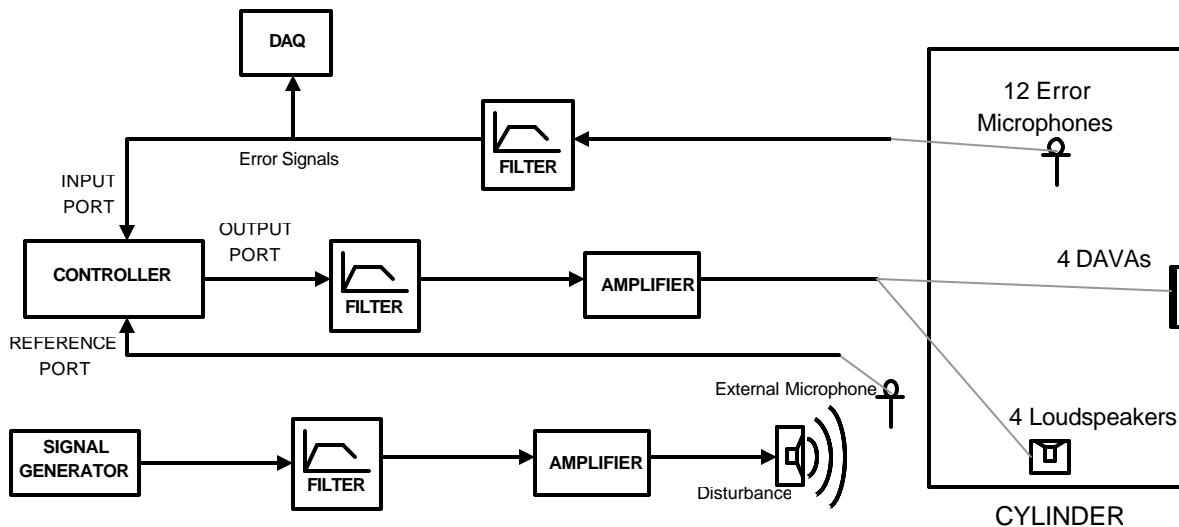 DAQ
12 Error
Microphones
FILTER
Error Signals
INPUT
PORT
OUTPUT
PORT
CONTROLLER
FILTER
AMPLIFIER
4 DAVAs
REFERENCE
PORT
External Microphone
4 Loudspeakers
SIGNAL
GENERATOR
FILTER
AMPLIFIER
Disturbance
CYLINDER